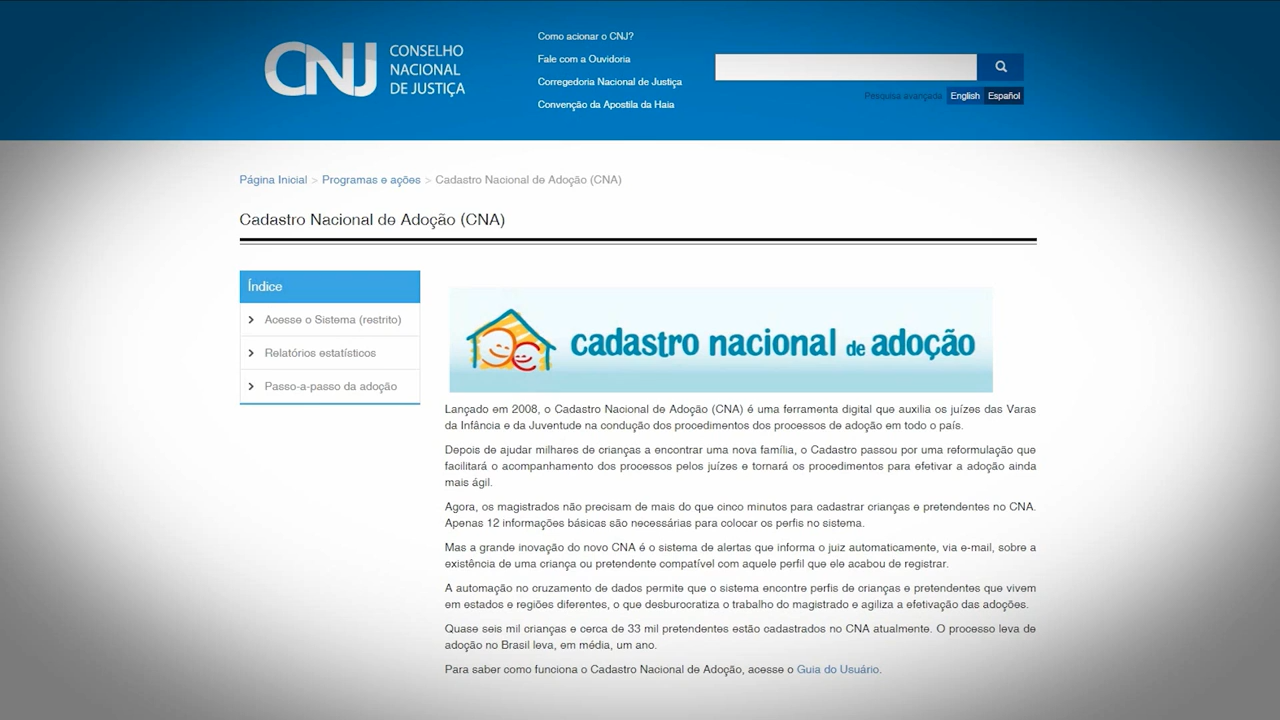 CNJ CONSELHO
NACIONAL
DE JUSTIÇA
Como acionar o CNJ?
Fale com a Ouvidoria
Corregedoria Nacional de Justiça
Convenção da Apostila da Haia
Pesquisa avançada English Español
Página Inicial > Programas e ações > Cadastro Nacional de Adoção (CNA)
Cadastro Nacional de Adoção (CNA)
Índice
Acesse o Sistema (restrito)
Relatórios estatísticos
Passo-a-passo da adoção
cadastro nacional de adoção
Lançado em 2008, o Cadastro Nacional de Adoção (CNA) é uma ferramenta digital que auxilia os juízes das Varas
da Infância e da Juventude na condução dos procedimentos dos processos de adoção em todo o país.
Depois de ajudar milhares de crianças a encontrar uma nova família, o Cadastro passou por uma reformulação que
facilitará o acompanhamento dos processos pelos juízes e tornará os procedimentos para efetivar a adoção ainda
mais ágil.
Agora, os magistrados não precisam de mais do que cinco minutos para cadastrar crianças e pretendentes no CNA.
Apenas 12 informações básicas são necessárias para colocar os perfis no sistema.
Mas a grande inovação do novo CNA é o sistema de alertas que informa o juiz automaticamente, via e-mail, sobre a
existência de uma criança ou pretendente compatível com aquele perfil que ele acabou de registrar.
A automação no cruzamento de dados permite que o sistema encontre perfis de crianças e pretendentes que vivem
em estados e regiões diferentes, o que desburocratiza o trabalho do magistrado e agiliza a efetivação das adoções.
Quase seis mil crianças e cerca de 33 mil pretendentes estão cadastrados no CNA atualmente. O processo leva de
adoção no Brasil leva, em média, um ano.
Para saber como funciona o Cadastro Nacional de Adoção, acesse o Guia do Usuário.